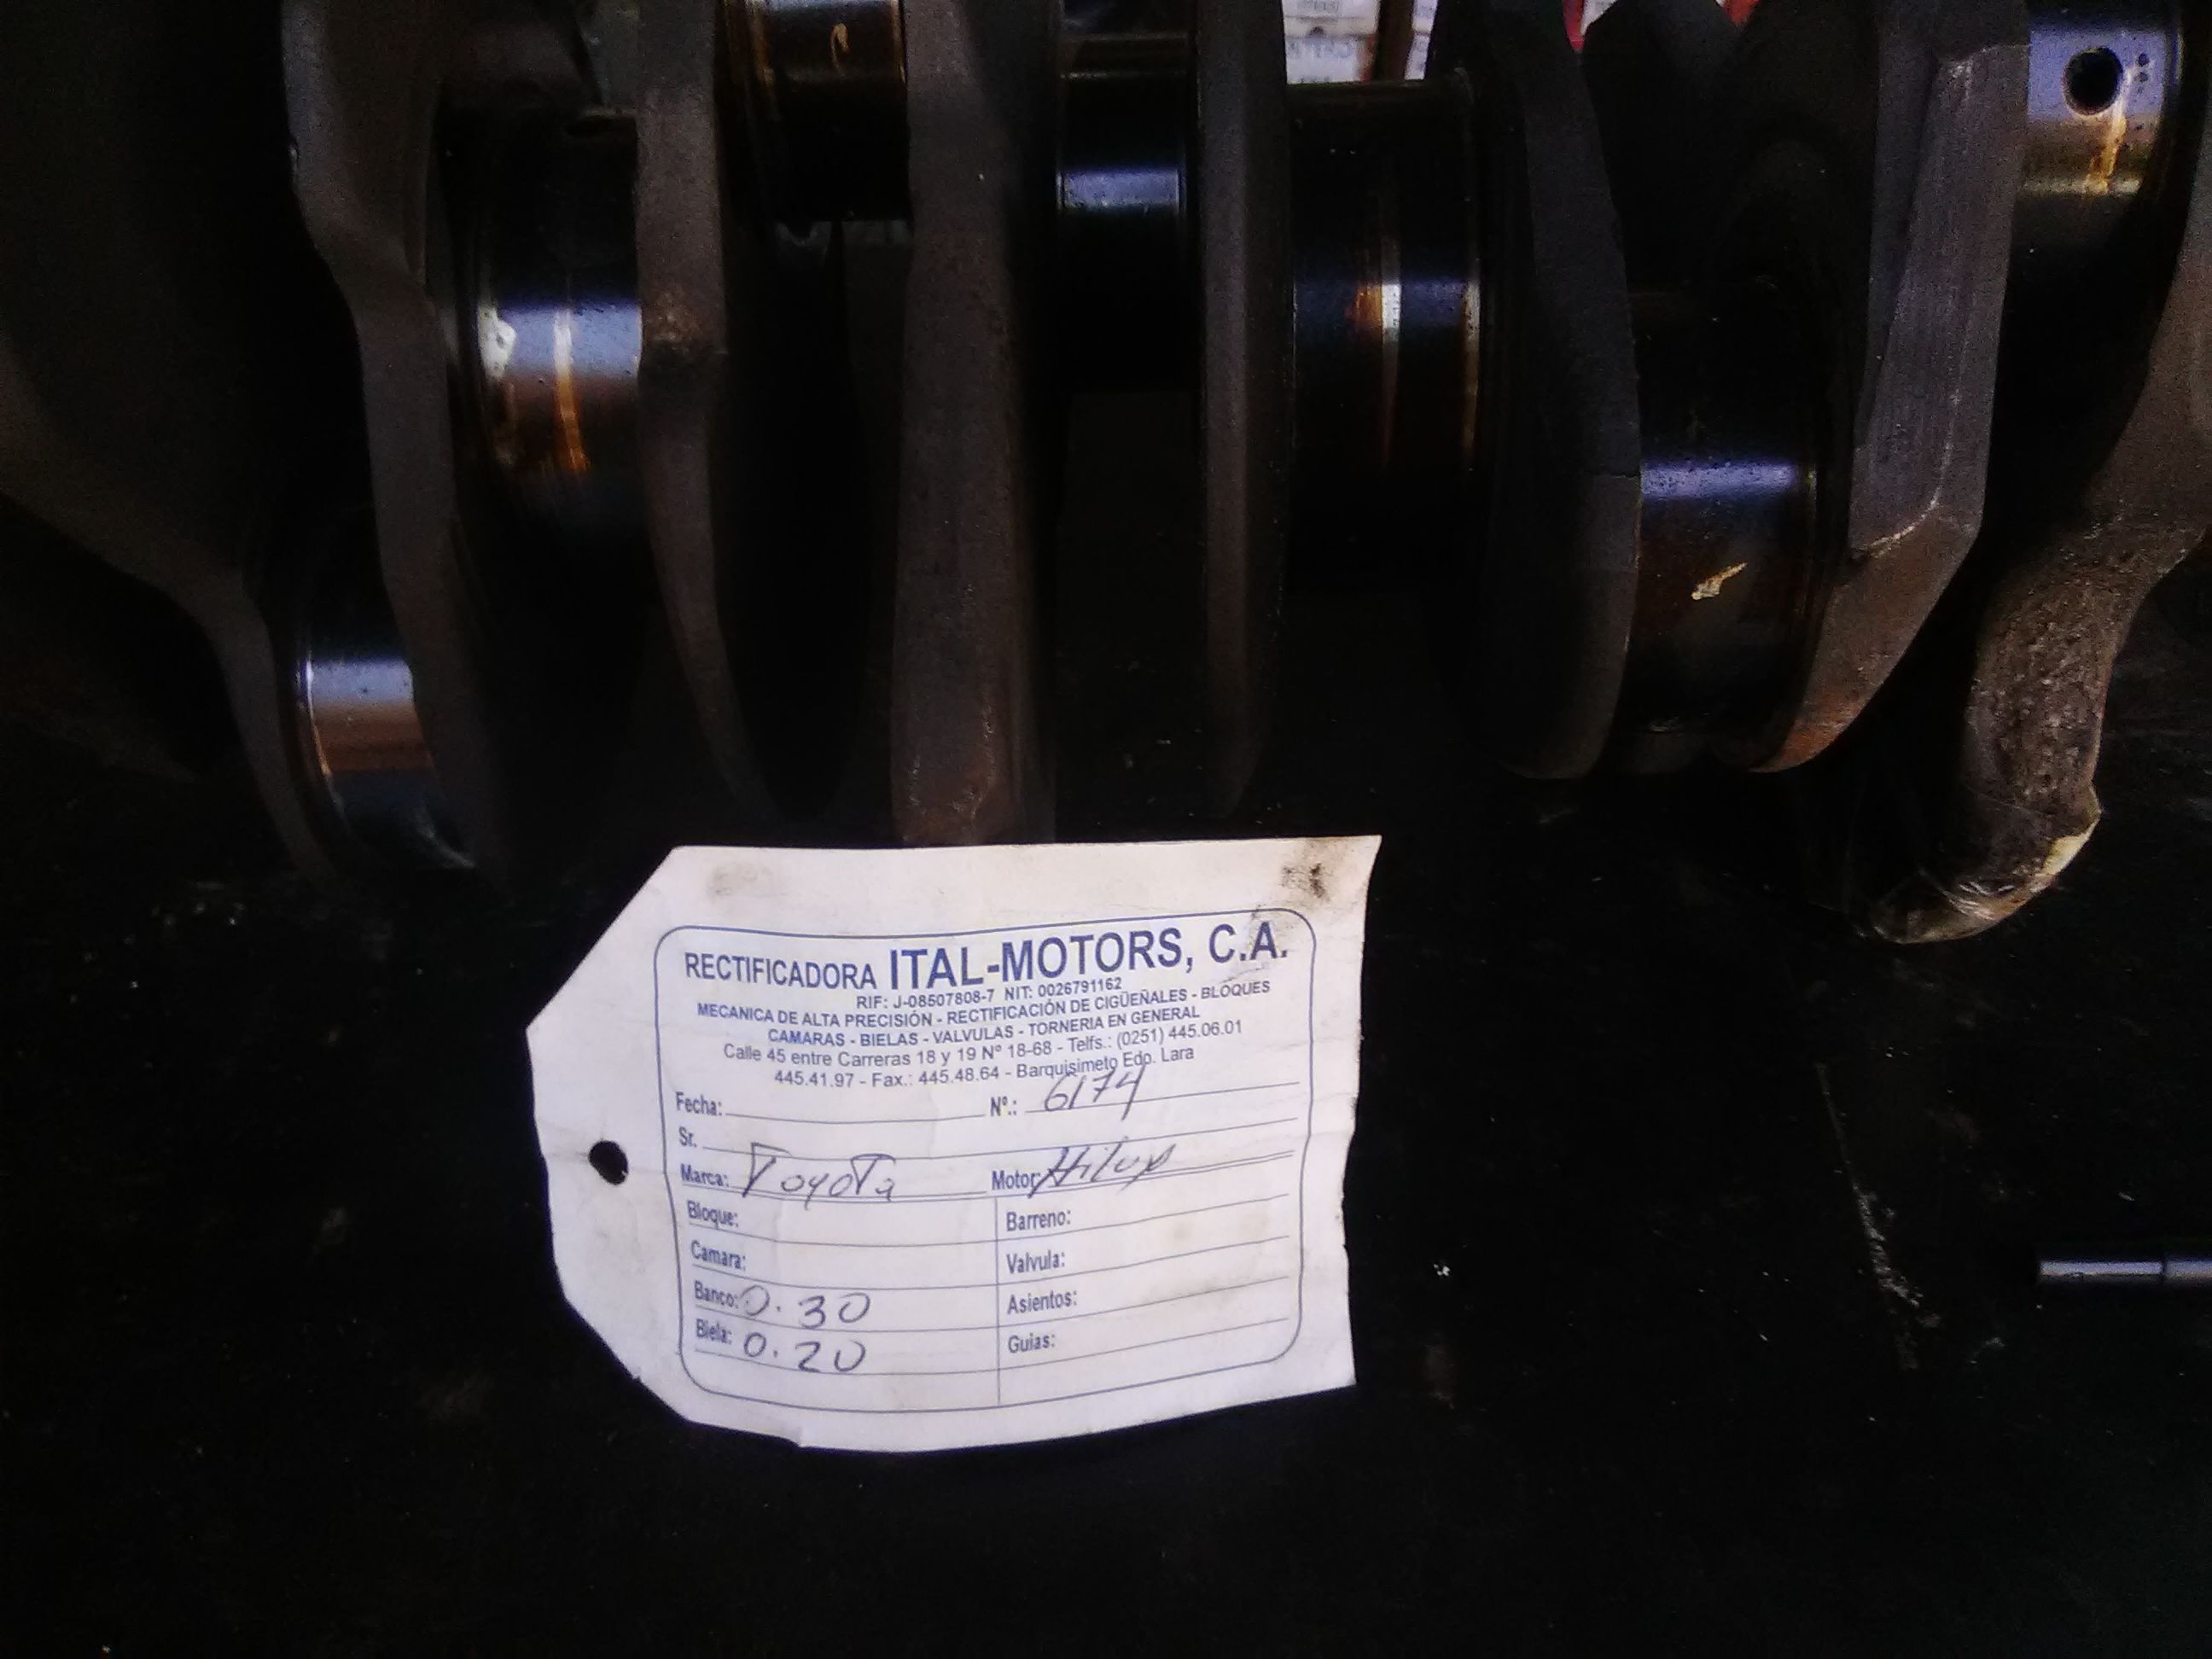 RECTIFICADORA ITAL-MOTORS, C.A.
RIF: J-08507808-7 NIT: 0026791162
MECANICA DE ALTA PRECISIÓN - RECTIFICACIÓN DE CIGÜEÑALES - BLOQUES
CAMARAS - BIELAS - VALVULAS - TORNERIA EN GENERAL
Calle 45 entre Carreras 18 y 19 Nº 18-68 - Telfs.: (0251) 445.06.01
445.41.97 - Fax.: 445.48.64 - Barquisimeto Edo. Lara
Fecha: Nº.: 6174
Sr.
Marca: Toyota Motor: Hilux
Bloque: Barreno:
Camara: Valvula:
Banco: 0.30 Asientos:
Biela: 0.20 Guias: